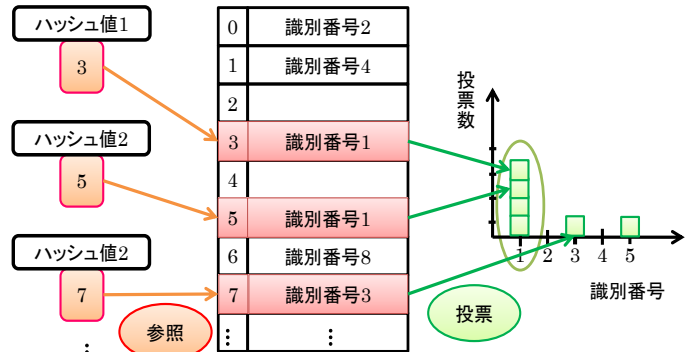 ハッシュ値1
3
ハッシュ値2
5
ハッシュ値2
7
⋮
参照
0 識別番号2
1 識別番号4
2
3 識別番号1
4
5 識別番号1
6 識別番号8
7 識別番号3
⋮ ⋮
投票数
1 2 3 4 5
識別番号
投票